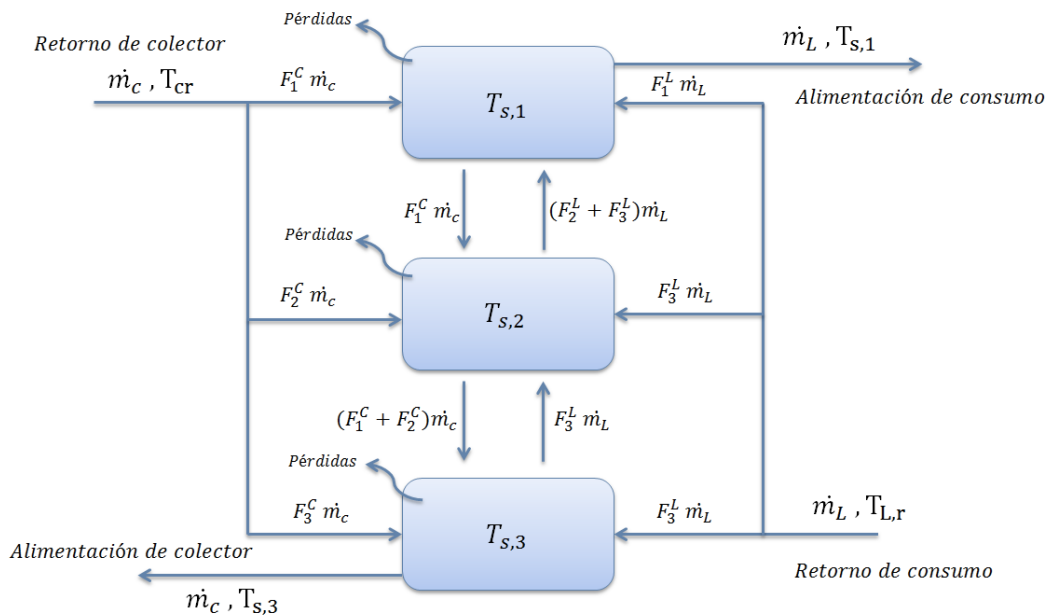 Pérdidas
Retorno de colector
ṁ_c , T_cr
F_1^C ṁ_c
T_s,1
ṁ_L , T_s,1
F_1^L ṁ_L
Alimentación de consumo
F_1^C ṁ_c
(F_2^L + F_3^L)ṁ_L
Pérdidas
F_2^C ṁ_c
T_s,2
F_3^L ṁ_L
(F_1^C + F_2^C)ṁ_c
F_3^L ṁ_L
Pérdidas
F_3^C ṁ_c
T_s,3
F_3^L ṁ_L
ṁ_L , T_L,r
Alimentación de colector
Retorno de consumo
ṁ_c , T_s,3